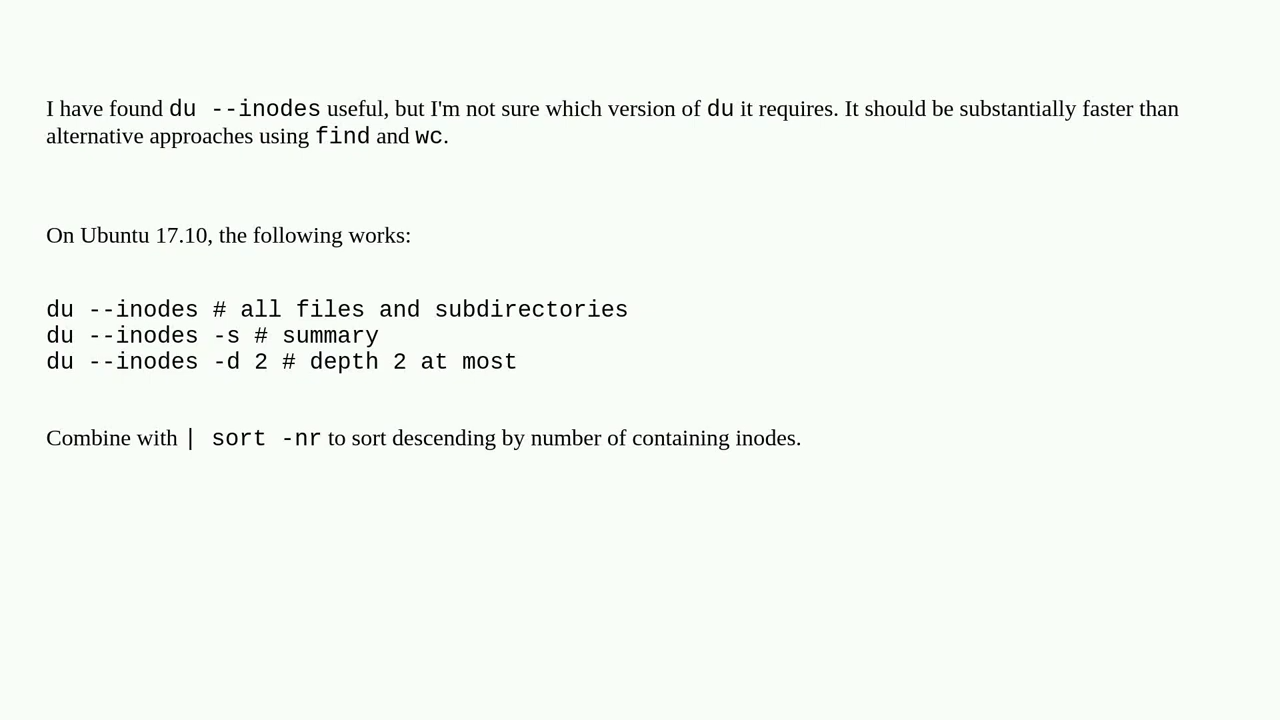 I have found du --inodes useful, but I'm not sure which version of du it requires. It should be substantially faster than
alternative approaches using find and wc.
On Ubuntu 17.10, the following works:
du --inodes # all files and subdirectories
du --inodes -s # summary
du --inodes -d 2 # depth 2 at most
Combine with | sort -nr to sort descending by number of containing inodes.